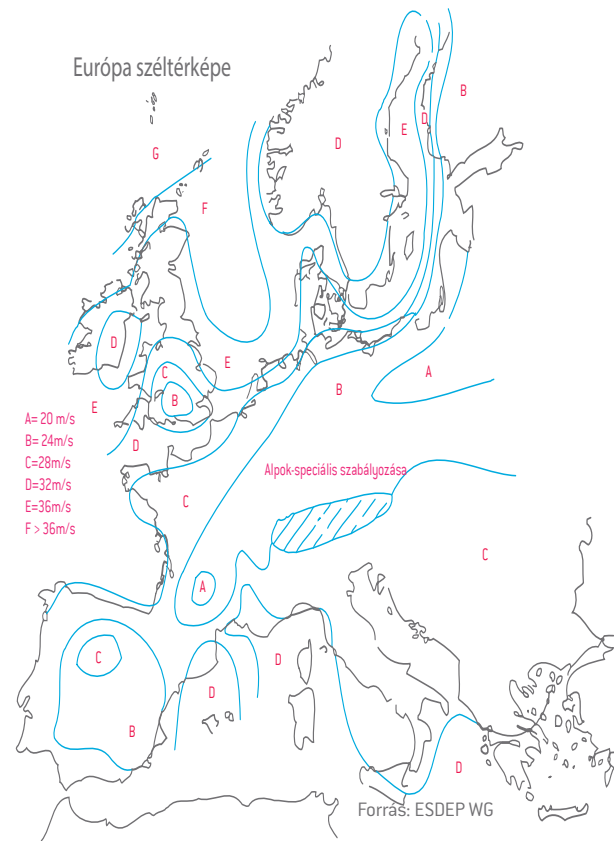 Európa széltérképe
B
D
G
D
E
F
D
E
C
B
A
B
E
D
A= 20 m/s
B= 24m/s
C=28m/s
D=32m/s
E=36m/s
F > 36m/s
Alpok-speciális szabályozása
C
C
A
C
D
D
B
D
Forrás: ESDEP WG